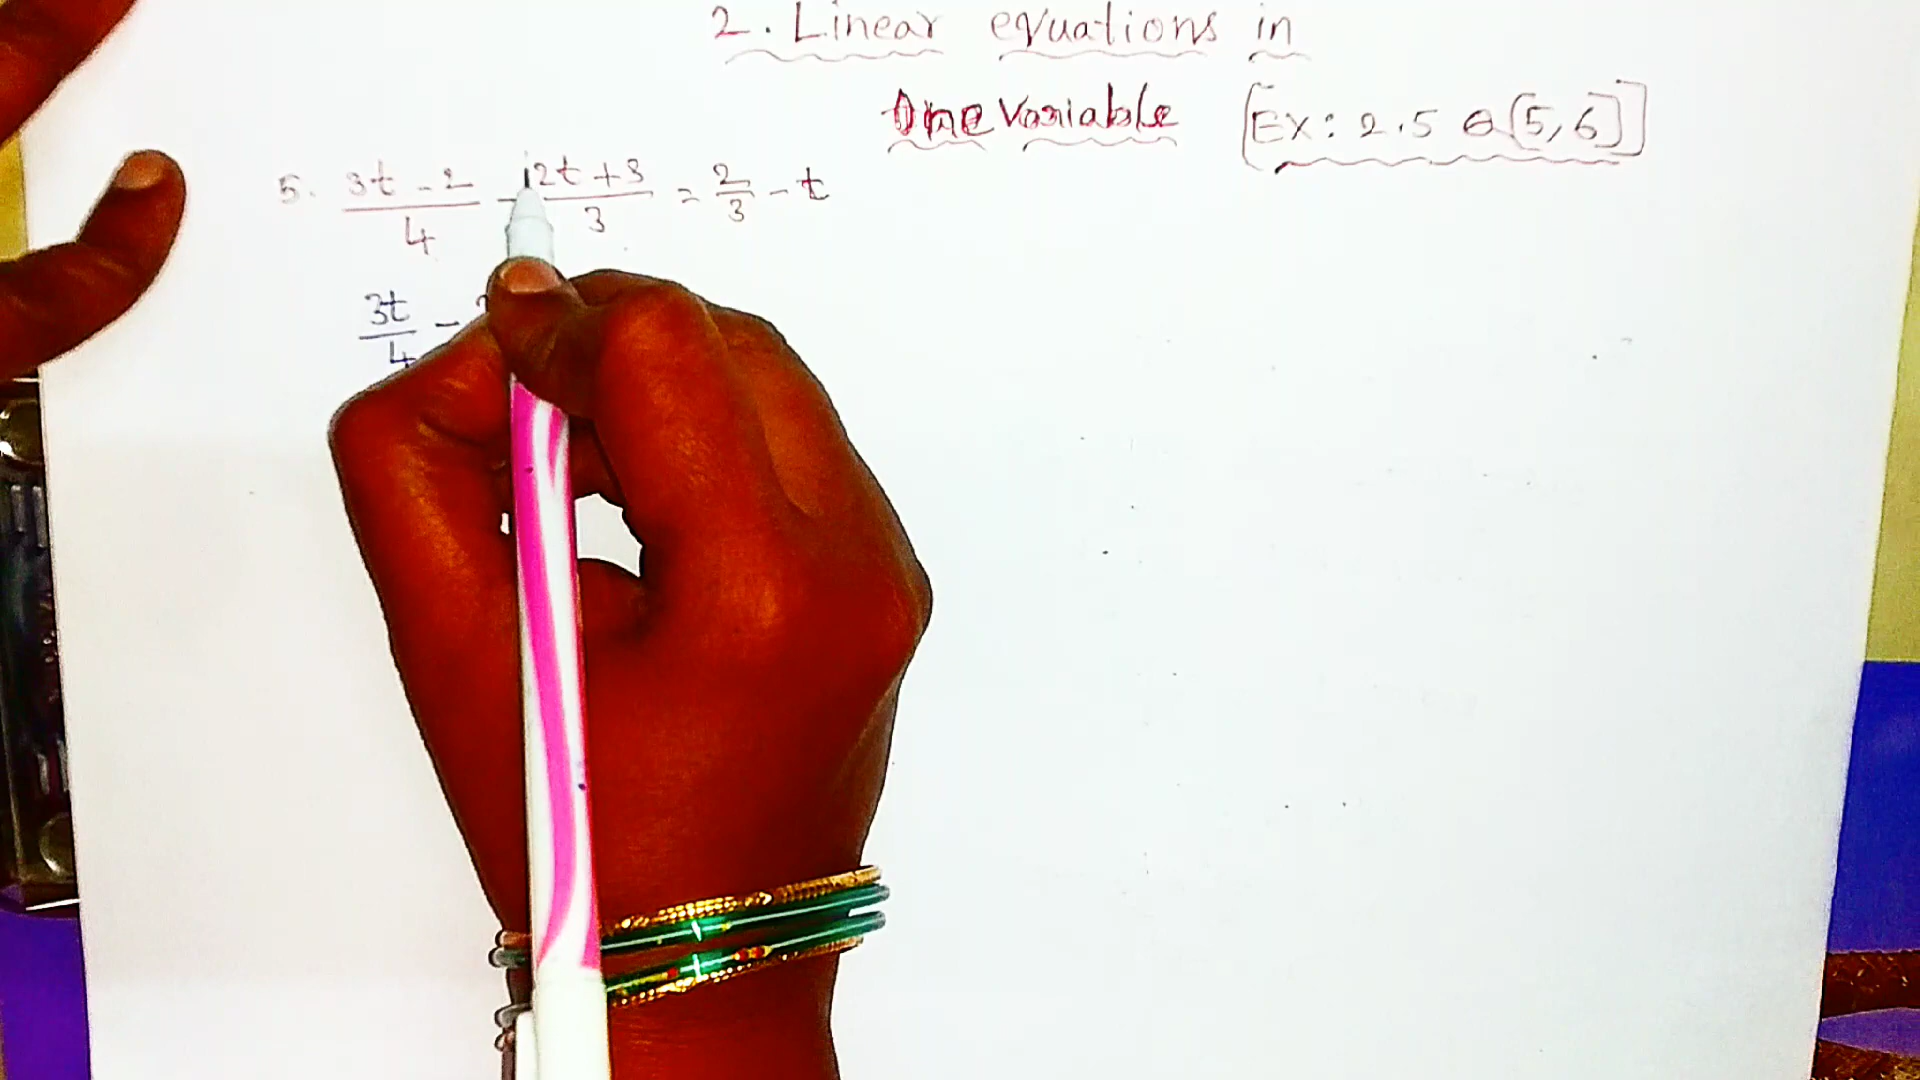 2. Linear equations in
One Variable [Ex: 2.5 Q (5,6)]
5. 3t - 2 / 4 - 2t + 3 / 3 = 2/3 - t
3t/4 -